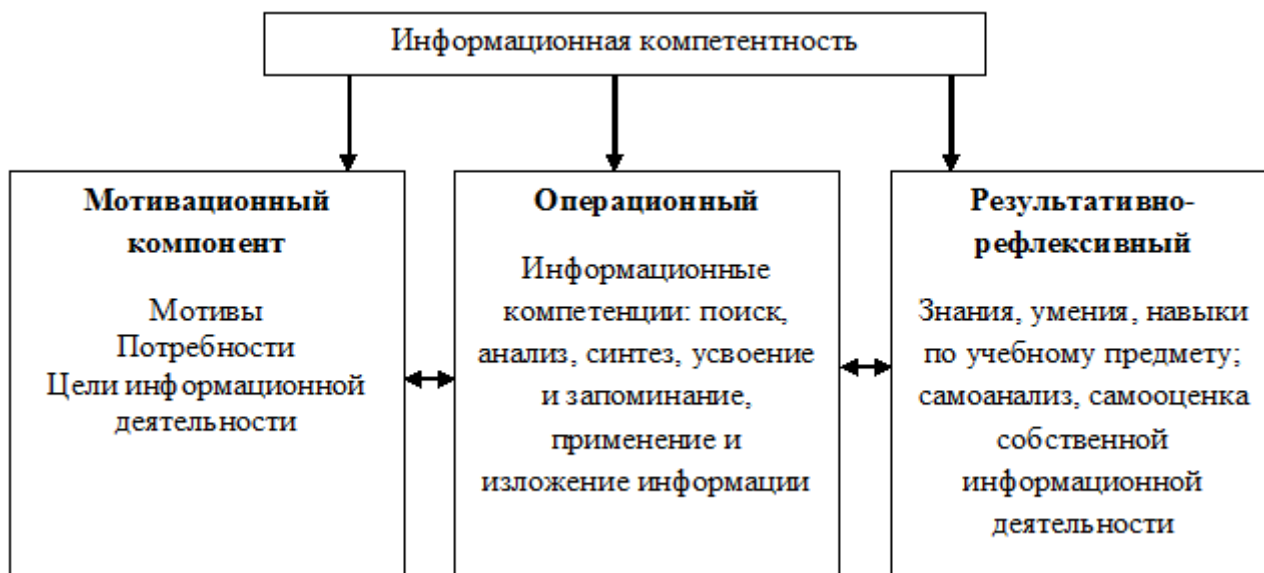 Информационная компетентность
Мотивационный
компонент
Мотивы
Потребности
Цели информационной
деятельности
Операционный
Информационные
компетенции: поиск,
анализ, синтез, усвоение
и запоминание,
применение и
изложение информации
Результативно-
рефлексивный
Знания, умения, навыки
по учебному предмету;
самоанализ, самооценка
собственной
информационной
деятельности